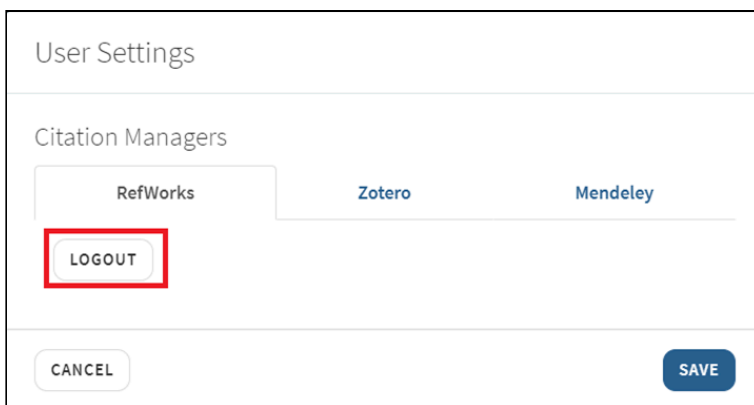 User Settings
Citation Managers
RefWorks Zotero Mendeley
LOGOUT
CANCEL SAVE